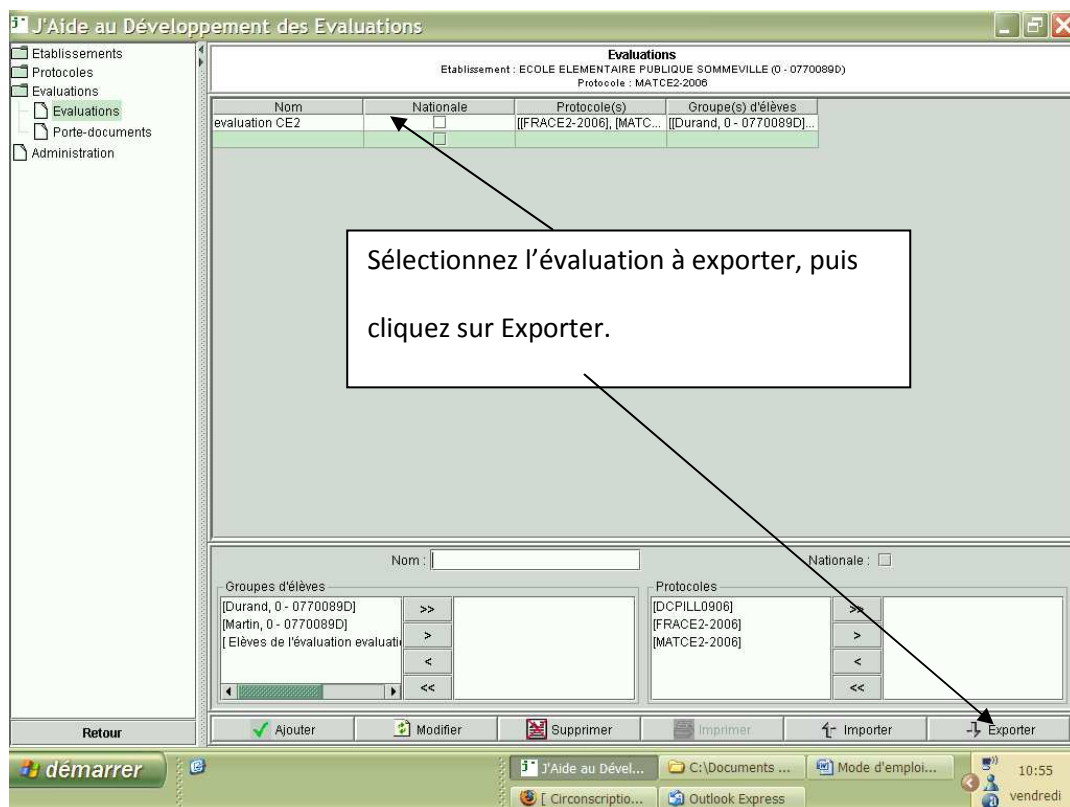 J'Aide au Développement des Evaluations
Etablissements
Protocoles
Evaluations
Evaluations
Porte-documents
Administration
Retour
Evaluations
Etablissement : ECOLE ELEMENTAIRE PUBLIQUE SOMMEVILLE (0 - 0770089D)
Protocole : MATCE2-2006
Nom Nationale Protocole(s) Groupe(s) d'élèves
evaluation CE2 [[FRACE2-2006], [MATC... [[Durand, 0 - 0770089D]...
Sélectionnez l’évaluation à exporter, puis
cliquez sur Exporter.
Nom : Nationale :
Groupes d'élèves
[Durand, 0 - 0770089D]
[Martin, 0 - 0770089D]
[ Elèves de l'évaluation evaluati
>>
>
<
<<
Protocoles
[DCPILL0906]
[FRACE2-2006]
[MATCE2-2006]
>>
>
<
<<
Ajouter Modifier Supprimer Imprimer Importer Exporter
démarrer
J'Aide au Dével... C:\Documents ... Mode d'emploi...
[ Circonscriptio... Outlook Express
10:55
vendredi